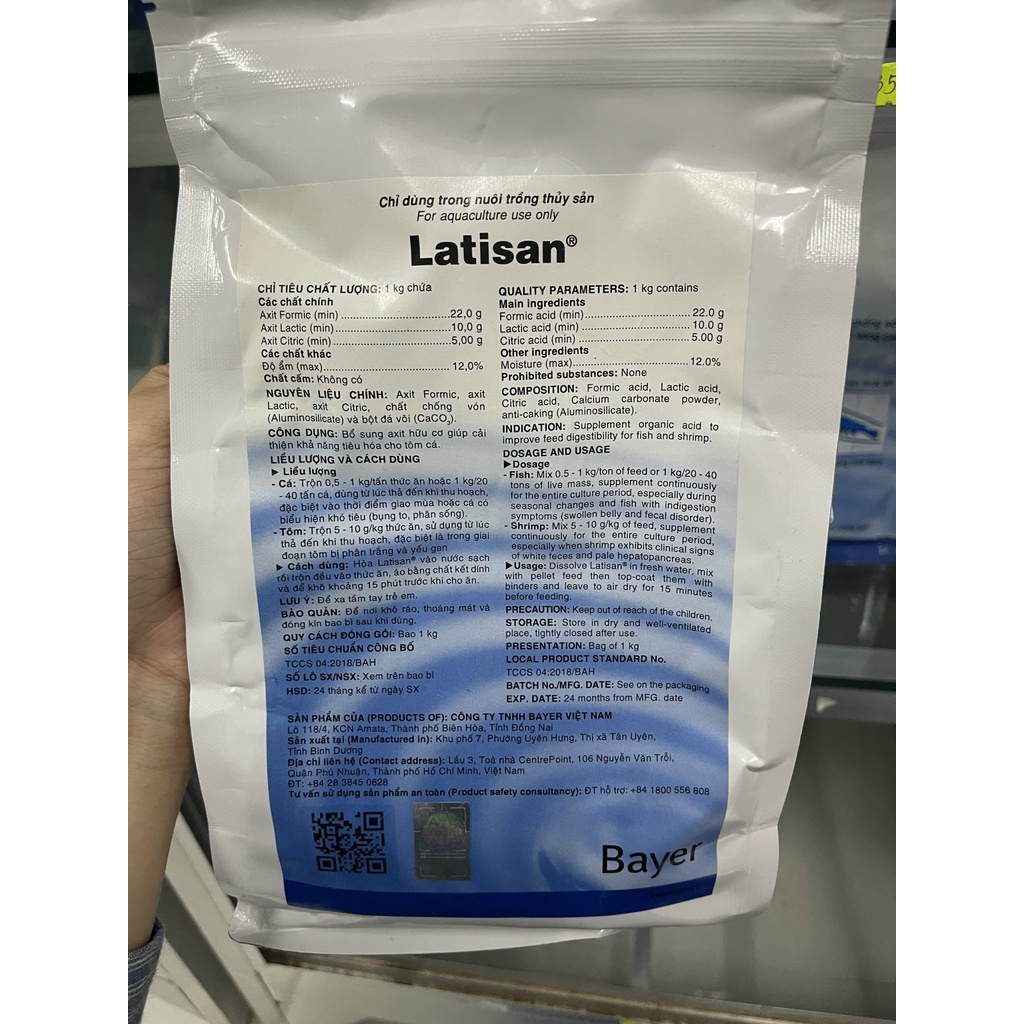 Chỉ dùng trong nuôi trồng thủy sản
For aquaculture use only
Latisan®
CHỈ TIÊU CHẤT LƯỢNG: 1 kg chứa
Các chất chính
Axit Formic (min) ..........................22,0 g
Axit Lactic (min) ..........................10,0 g
Axit Citric (min) ..........................5,00 g
Các chất khác
Độ ẩm (max) .......................... 12,0%
Chất cấm: Không có
NGUYÊN LIỆU CHÍNH: Axit Formic, axit
Lactic, axit Citric, chất chống vón
(Aluminosilicate) và bột đá vôi (CaCO₃).
CÔNG DỤNG: Bổ sung axit hữu cơ giúp cải
thiện khả năng tiêu hóa cho tôm cá.
LIỀU LƯỢNG VÀ CÁCH DÙNG
► Liều lượng
- Cá: Trộn 0,5 - 1 kg/tấn thức ăn hoặc 1 kg/20
- 40 tấn cá, dùng từ lúc thả đến khi thu hoạch,
đặc biệt vào thời điểm giao mùa hoặc cá có
biểu hiện khó tiêu (bụng to, phân sống).
- Tôm: Trộn 5 - 10 g/kg thức ăn, sử dụng từ lúc
thả đến khi thu hoạch, đặc biệt là trong giai
đoạn tôm bị phân trắng và yếu gan
► Cách dùng: Hòa Latisan® vào nước sạch
rồi trộn đều vào thức ăn, áo bằng chất kết dính
và để khô khoảng 15 phút trước khi cho ăn.
LƯU Ý: Để xa tầm tay trẻ em.
BẢO QUẢN: Để nơi khô ráo, thoáng mát và
đóng kín bao bì sau khi dùng.
QUY CÁCH ĐÓNG GÓI: Bao 1 kg
SỐ TIÊU CHUẨN CÔNG BỐ
TCCS 04:2018/BAH
SỐ LÔ SX/NSX: Xem trên bao bì
HSD: 24 tháng kể từ ngày SX
QUALITY PARAMETERS: 1 kg contains
Main ingredients
Formic acid (min) .......................... 22.0 g
Lactic acid (min) .......................... 10.0 g
Citric acid (min) .......................... 5.00 g
Other ingredients
Moisture (max) .......................... 12.0%
Prohibited substances: None
COMPOSITION: Formic acid, Lactic acid,
Citric acid, Calcium carbonate powder,
anti-caking (Aluminosilicate).
INDICATION: Supplement organic acid to
improve feed digestibility for fish and shrimp.
DOSAGE AND USAGE
►Dosage
- Fish: Mix 0.5 - 1 kg/ton of feed or 1 kg/20 - 40
tons of live mass, supplement continuously
for the entire culture period, especially during
seasonal changes and fish with indigestion
symptoms (swollen belly and fecal disorder).
- Shrimp: Mix 5 - 10 g/kg of feed, supplement
continuously for the entire culture period,
especially when shrimp exhibits clinical signs
of white feces and pale hepatopancreas.
►Usage: Dissolve Latisan® in fresh water, mix
with pellet feed then top-coat them with
binders and leave to air dry for 15 minutes
before feeding.
PRECAUTION: Keep out of reach of the children.
STORAGE: Store in dry and well-ventilated
place, tightly closed after use.
PRESENTATION: Bag of 1 kg
LOCAL PRODUCT STANDARD No.
TCCS 04:2018/BAH
BATCH No./MFG. DATE: See on the packaging
EXP. DATE: 24 months from MFG. date
SẢN PHẨM CỦA (PRODUCTS OF): CÔNG TY TNHH BAYER VIỆT NAM
Lô 118/4, KCN Amata, Thành phố Biên Hòa, Tỉnh Đồng Nai
Sản xuất tại (Manufactured in): Khu phố 7, Phường Uyên Hưng, Thị xã Tân Uyên,
Tỉnh Bình Dương
Địa chỉ liên hệ (Contact address): Lầu 3, Toà nhà CentrePoint, 106 Nguyễn Văn Trỗi,
Quận Phú Nhuận, Thành phố Hồ Chí Minh, Việt Nam
ĐT: +84 28 3845 0828
Tư vấn sử dụng sản phẩm an toàn (Product safety consultancy): ĐT hỗ trợ: +84 1800 556 808
Bayer